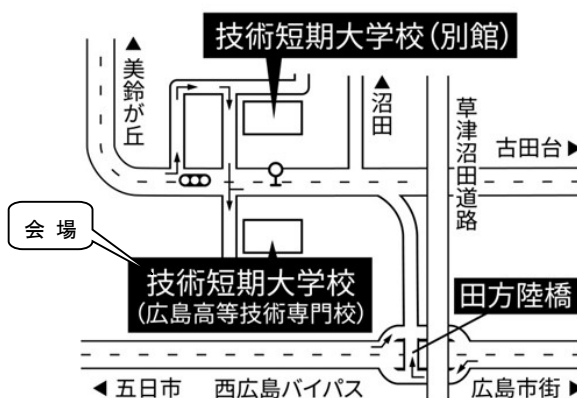 技術短期大学校(別館)
▲美鈴が丘
▲沼田
草津沼田道路
古田台▶
会 場
技術短期大学校
(広島高等技術専門校)
田方陸橋
◀五日市
西広島バイパス
広島市街▶